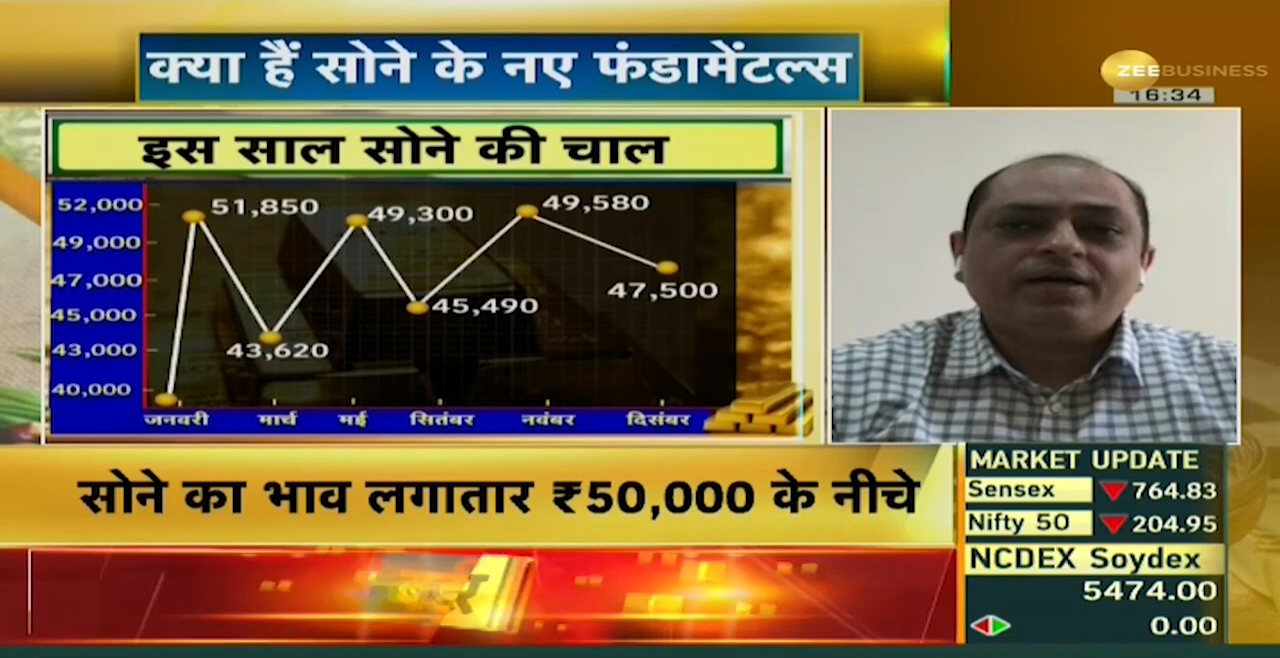 क्या हैं सोने के नए फंडामेंटल्स
ZEEBUSINESS
16:34
इस साल सोने की चाल
52,000
49,000
47,000
45,000
43,000
40,000
51,850
43,620
49,300
45,490
49,580
47,500
जनवरी मार्च मई सितंबर नवंबर दिसंबर
सोने का भाव लगातार ₹50,000 के नीचे
MARKET UPDATE
Sensex 764.83
Nifty 50 204.95
NCDEX Soydex
5474.00
0.00